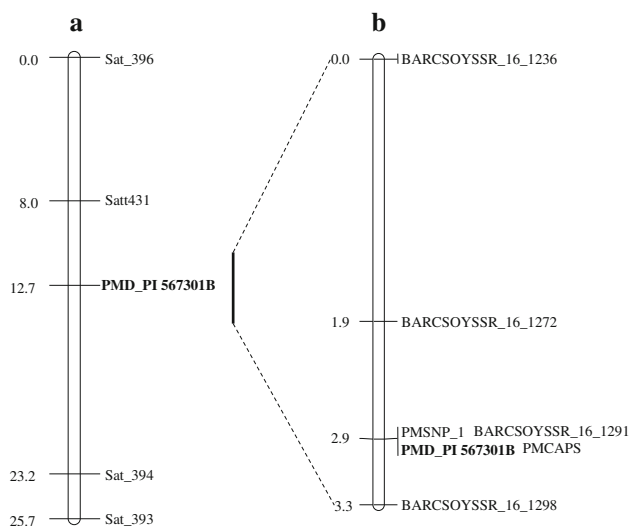 a
0.0 Sat_396
8.0 Satt431
12.7 PMD_PI 567301B
23.2 Sat_394
25.7 Sat_393
b
0.0 BARCSOYSSR_16_1236
1.9 BARCSOYSSR_16_1272
PMSNP_1 BARCSOYSSR_16_1291
2.9
PMD_PI 567301B PMCAPS
3.3 BARCSOYSSR_16_1298